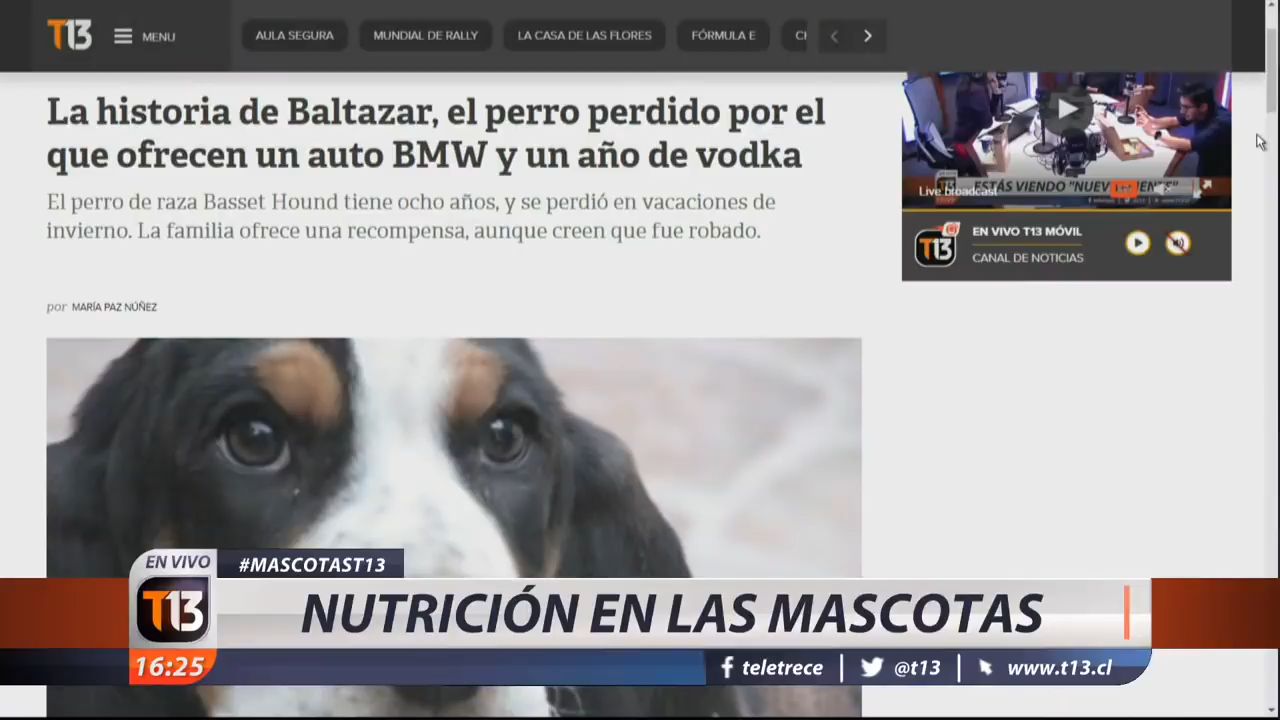 T13
MENU
AULA SEGURA
MUNDIAL DE RALLY
LA CASA DE LAS FLORES
FÓRMULA E
La historia de Baltazar, el perro perdido por el
que ofrecen un auto BMW y un año de vodka
El perro de raza Basset Hound tiene ocho años, y se perdió en vacaciones de
invierno. La familia ofrece una recompensa, aunque creen que fue robado.
por MARÍA PAZ NÚÑEZ
Live broadcast
ESTÁS VIENDO
T13
EN VIVO T13 MÓVIL
CANAL DE NOTICIAS
EN VIVO
#MASCOTAST13
T13
NUTRICIÓN EN LAS MASCOTAS
16:25
teletrece
@t13
www.t13.cl